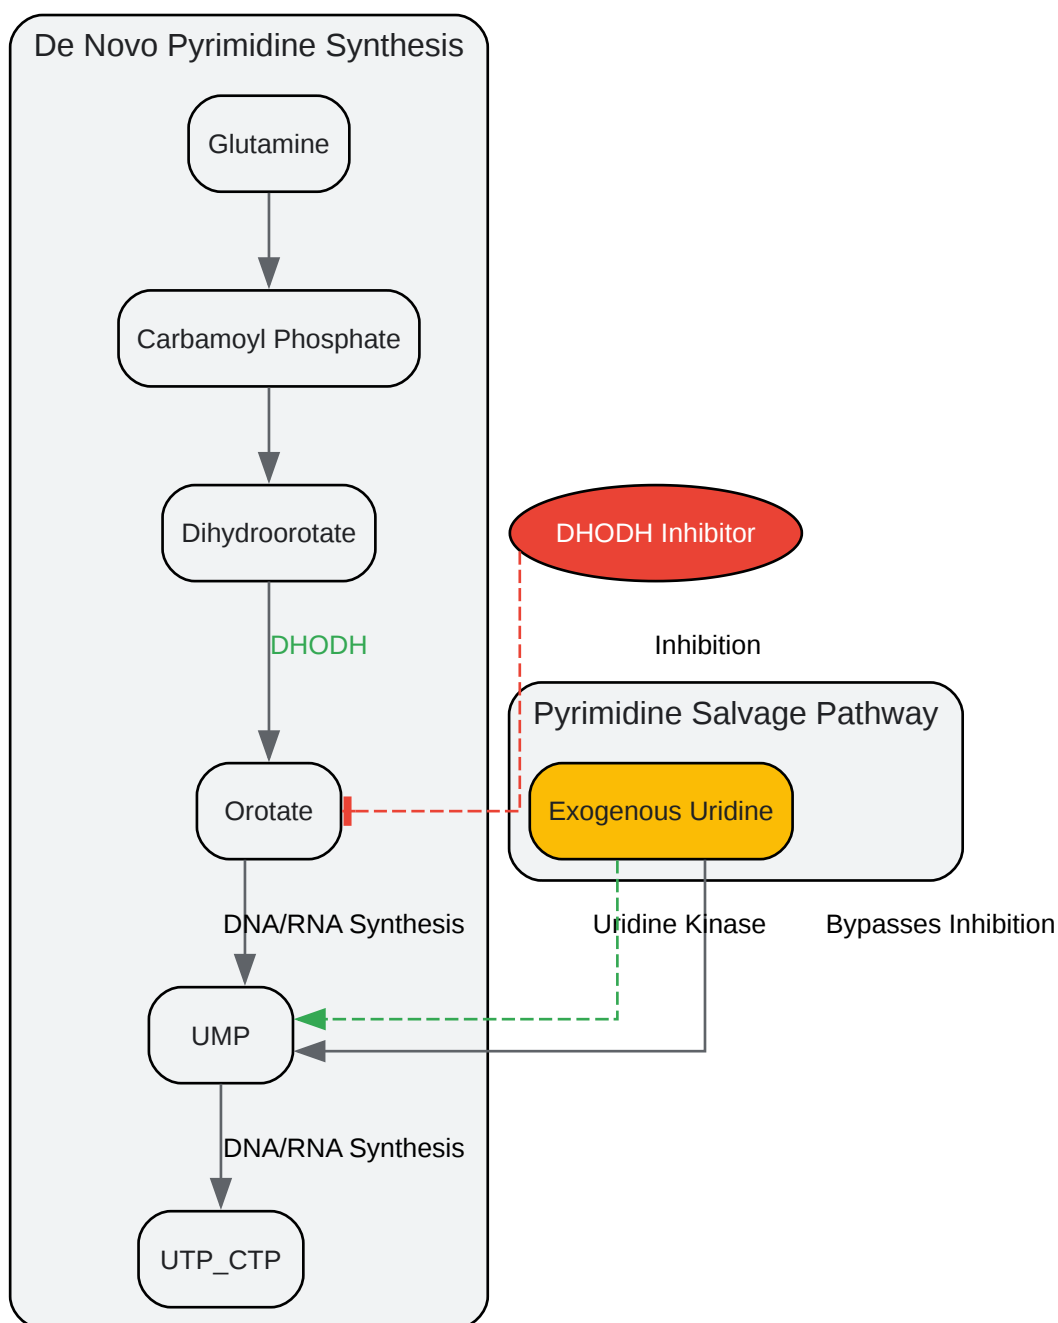 De Novo Pyrimidine Synthesis
Glutamine
Carbamoyl Phosphate
Dihydroorotate
DHODH Inhibitor
DHODH
Inhibition
Pyrimidine Salvage Pathway
Orotate
Exogenous Uridine
DNA/RNA Synthesis
Uridine Kinase
Bypasses Inhibition
UMP
DNA/RNA Synthesis
UTP_CTP